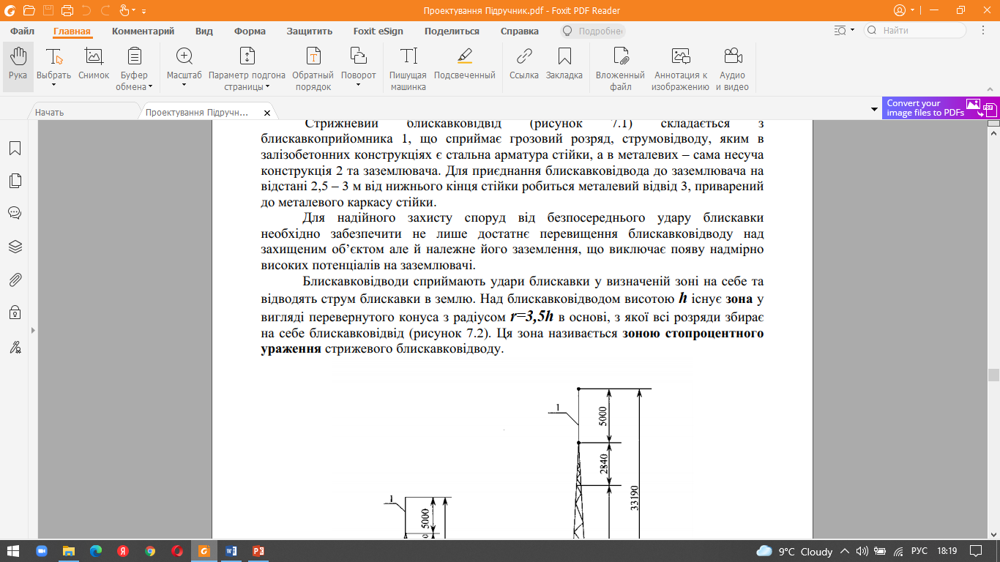 Проектування Підручник.pdf - Foxit PDF Reader
Файл Главная Комментарий Вид Форма Защитить Foxit eSign Поделиться Справка Подробнее Найти
Рука Выбрать Снимок Буфер обмена Масштаб Параметр подгона страницы Обратный порядок Поворот Пишущая машинка Подсвеченный Ссылка Закладка Вложенный файл Аннотация к изображению Аудио и видео
Начать Проектування Підручн... Convert your
image files to PDFs
Стрижневий блискавковідвід (рисунок 7.1) складається з
блискавкоприйомника 1, що сприймає грозовий розряд, струмовідводу, яким в
залізобетонних конструкціях є стальна арматура стійки, а в металевих – сама несуча
конструкція 2 та заземлювача. Для приєднання блискавковідвода до заземлювача на
відстані 2,5 – 3 м від нижнього кінця стійки робиться металевий відвід 3, приварений
до металевого каркасу стійки.
Для надійного захисту споруд від безпосереднього удару блискавки
необхідно забезпечити не лише достатнє перевищення блискавковідводу над
захищеним об’єктом але й належне його заземлення, що виключає появу надмірно
високих потенціалів на заземлювачі.
Блискавковідводи сприймають удари блискавки у визначеній зоні на себе та
відводять струм блискавки в землю. Над блискавковідводом висотою h існує зона у
вигляді перевернутого конуса з радіусом r=3,5h в основі, з якої всі розряди збирає
на себе блискавковідвід (рисунок 7.2). Ця зона називається зоною стопроцентного
ураження стрижевого блискавковідводу.
1
5000
2840
33190
1
5000
9°C Cloudy РУС 18:19